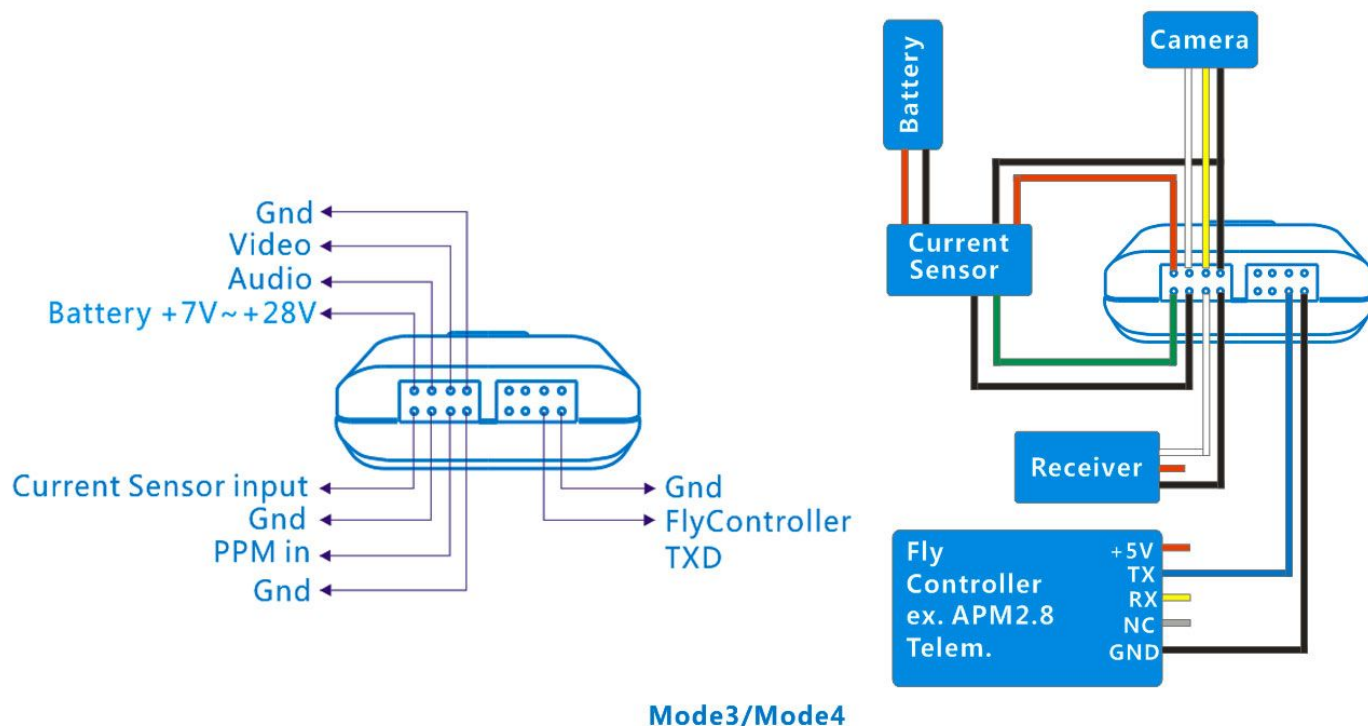 Gnd
Video
Audio
Battery +7V~+28V
Current Sensor input
Gnd
PPM in
Gnd
Gnd
FlyController
TXD
Battery
Camera
Current
Sensor
Receiver
Fly
Controller
ex. APM2.8
Telem.
+5V
TX
RX
NC
GND
Mode3/Mode4